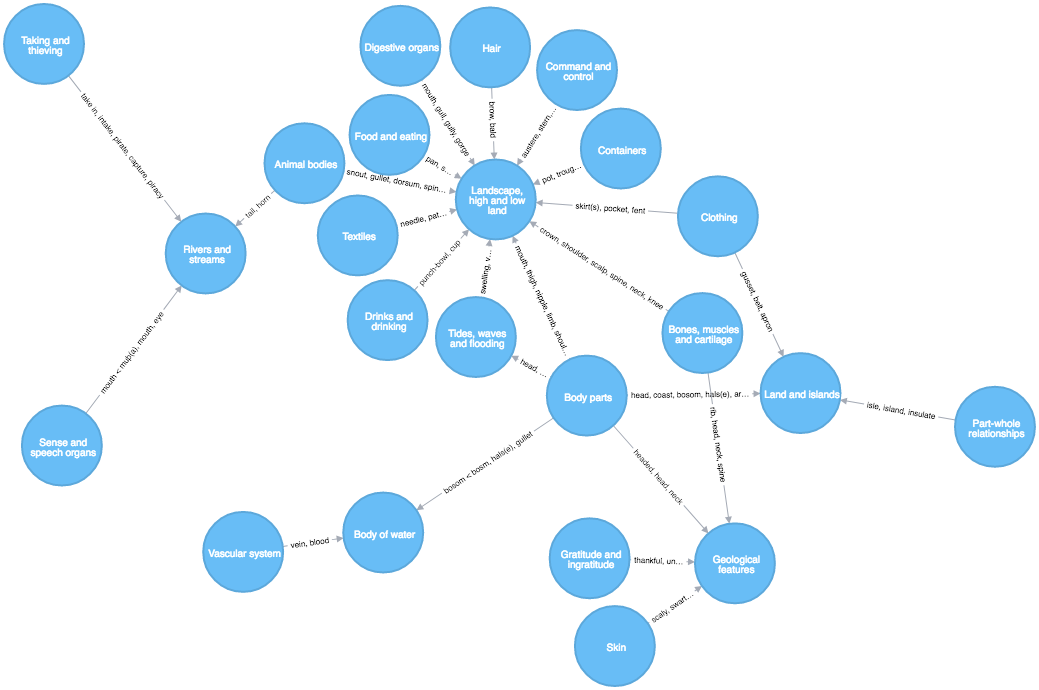 Taking and
thieving
Digestive organs
Hair
Command and
control
take in, intake, pirate, capture, piracy
mouth, gull, gully, gorge
brow, bald
austere, stern,...
Food and eating
Containers
Animal bodies
pan, s...
pot, troug...
snout, gullet, dorsum, spin...
Landscape,
high and low
land
skirt(s), pocket, fent
Clothing
tail, horn
needle, pat...
Textiles
Rivers and
streams
punch-bowl, cup
swelling, v...
mouth, thigh, nipple, limb, shoul...
crown, shoulder, scalp, spine, neck, knee
gusset, belt, apron
Drinks and
drinking
Tides, waves
and flooding
Bones, muscles
and cartilage
mouth < muþ(a), mouth, eye
head, ...
Body parts
head, coast, bosom, hals(e), ar...
Land and islands
isle, island, insulate
Part-whole
relationships
Sense and
speech organs
bosom < bosm, hals(e), gullet
headed, head, neck
rib, head, neck, spine
Vascular system
vein, blood
Body of water
Gratitude and
ingratitude
thankful, un...
Geological
features
scaly, swart...
Skin